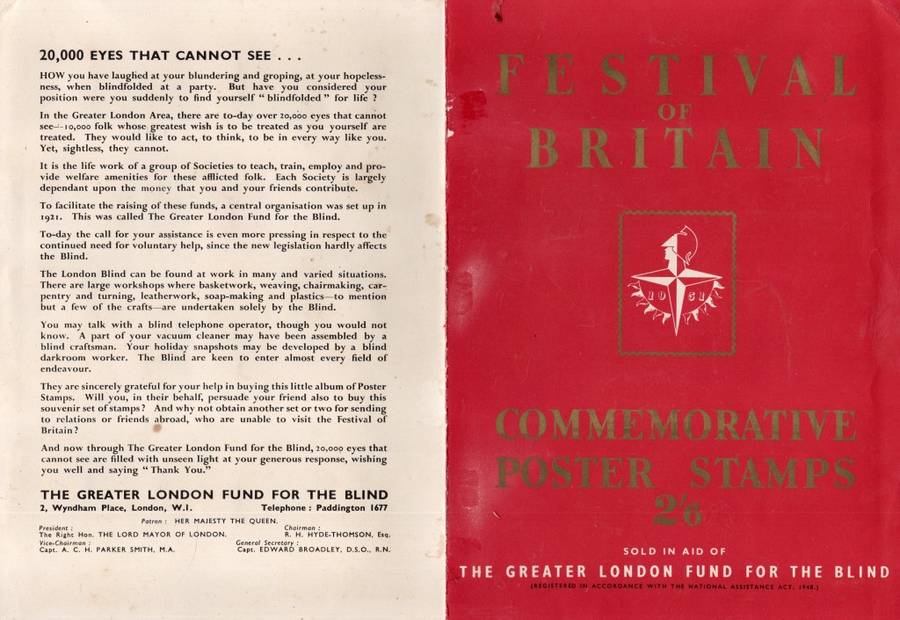 20,000 EYES THAT CANNOT SEE . . .
HOW you have laughed at your blundering and groping, at your hopeless-
ness, when blindfolded at a party. But have you considered your
position were you suddenly to find yourself “ blindfolded ” for life ?
In the Greater London Area, there are to-day over 20,000 eyes that cannot
see—10,000 folk whose greatest wish is to be treated as you yourself are
treated. They would like to act, to think, to be in every way like you.
Yet, sightless, they cannot.
It is the life work of a group of Societies to teach, train, employ and pro-
vide welfare amenities for these afflicted folk. Each Society is largely
dependant upon the money that you and your friends contribute.
To facilitate the raising of these funds, a central organisation was set up in
1921. This was called The Greater London Fund for the Blind.
To-day the call for your assistance is even more pressing in respect to the
continued need for voluntary help, since the new legislation hardly affects
the Blind.
The London Blind can be found at work in many and varied situations.
There are large workshops where basketwork, weaving, chairmaking, car-
pentry and turning, leatherwork, soap-making and plastics—to mention
but a few of the crafts—are undertaken solely by the Blind.
You may talk with a blind telephone operator, though you would not
know. A part of your vacuum cleaner may have been assembled by a
blind craftsman. Your holiday snapshots may be developed by a blind
darkroom worker. The Blind are keen to enter almost every field of
endeavour.
They are sincerely grateful for your help in buying this little album of Poster
Stamps. Will you, in their behalf, persuade your friend also to buy this
souvenir set of stamps? And why not obtain another set or two for sending
to relations or friends abroad, who are unable to visit the Festival of
Britain?
And now through The Greater London Fund for the Blind, 20,000 eyes that
cannot see are filled with unseen light at your generous response, wishing
you well and saying “ Thank You.”
THE GREATER LONDON FUND FOR THE BLIND
2, Wyndham Place, London, W.1. Telephone : Paddington 1677
Patron : HER MAJESTY THE QUEEN.
President : Chairman :
The Right Hon. THE LORD MAYOR OF LONDON. R. H. HYDE-THOMSON, Esq.
Vice-Chairman : General Secretary :
Capt. A. C. H. PARKER SMITH, M.A. Capt. EDWARD BROADLEY, D.S.O., R.N.
FESTIVAL
OF
BRITAIN
1951
COMMEMORATIVE
POSTER STAMPS
2/6
SOLD IN AID OF
THE GREATER LONDON FUND FOR THE BLIND
(REGISTERED IN ACCORDANCE WITH THE NATIONAL ASSISTANCE ACT, 1948.)